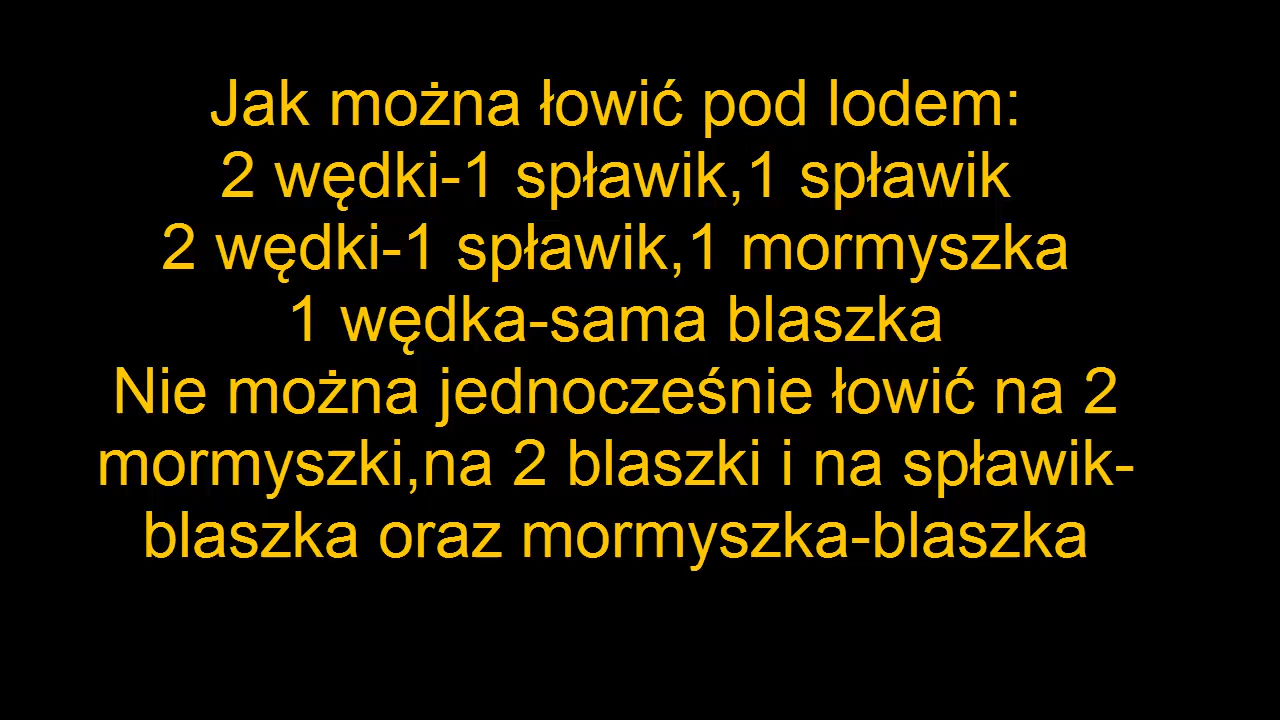 Jak można łowić pod lodem:
2 wędki-1 spławik,1 spławik
2 wędki-1 spławik,1 mormyszka
1 wędka-sama blaszka
Nie można jednocześnie łowić na 2
mormyszki,na 2 blaszki i na spławik-
blaszka oraz mormyszka-blaszka